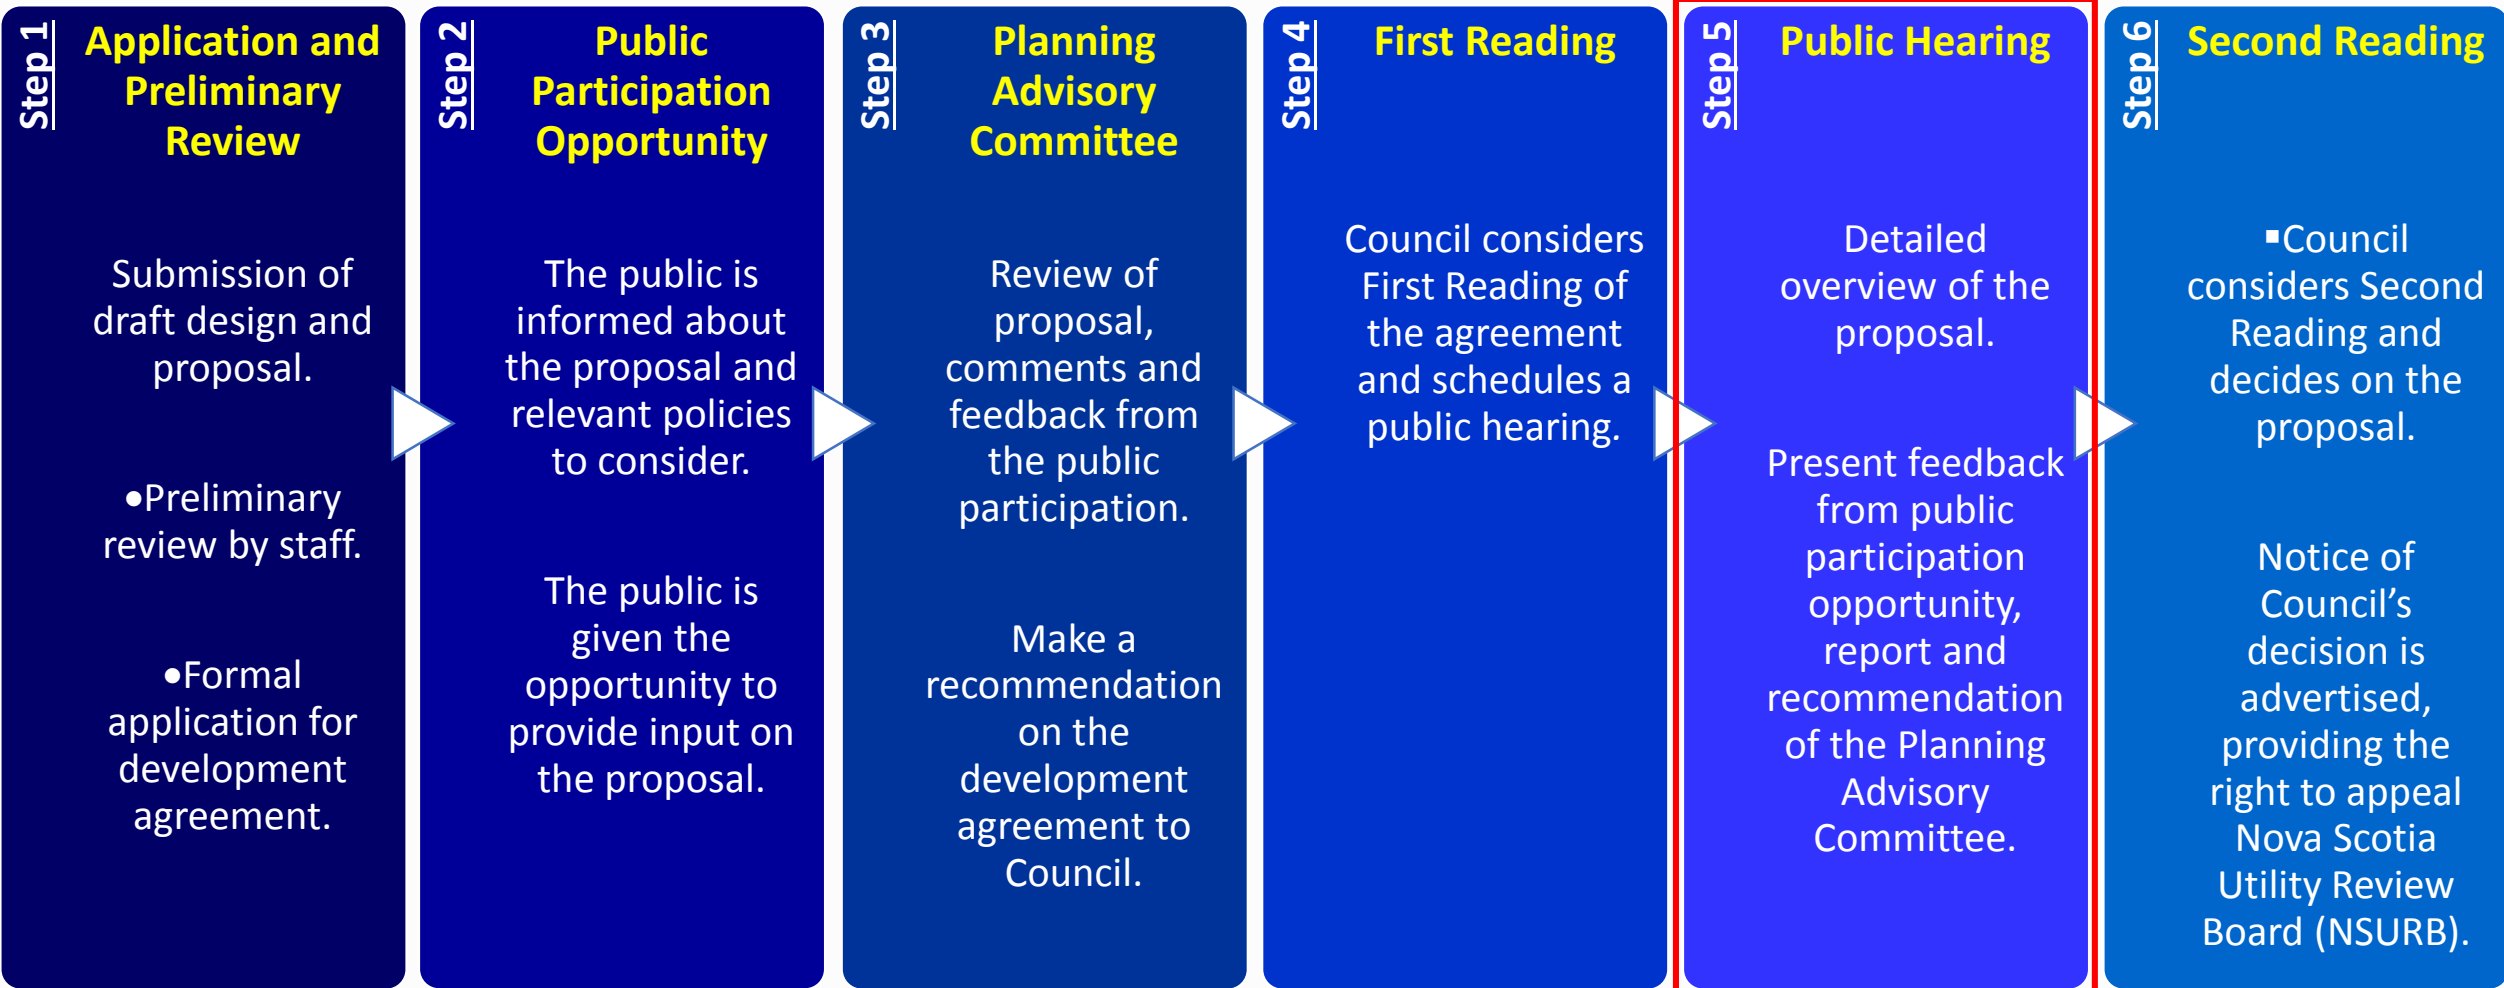 Step 1
Application and
Preliminary
Review
Submission of
draft design and
proposal.
•Preliminary
review by staff.
•Formal
application for
development
agreement.
Step 2
Public
Participation
Opportunity
The public is
informed about
the proposal and
relevant policies
to consider.
The public is
given the
opportunity to
provide input on
the proposal.
Step 3
Planning
Advisory
Committee
Review of
proposal,
comments and
feedback from
the public
participation.
Make a
recommendation
on the
development
agreement to
Council.
Step 4
First Reading
Council considers
First Reading of
the agreement
and schedules a
public hearing.
Step 5
Public Hearing
Detailed
overview of the
proposal.
Present feedback
from public
participation
opportunity,
report and
recommendation
of the Planning
Advisory
Committee.
Step 6
Second Reading
▪Council
considers Second
Reading and
decides on the
proposal.
Notice of
Council’s
decision is
advertised,
providing the
right to appeal
Nova Scotia
Utility Review
Board (NSURB).